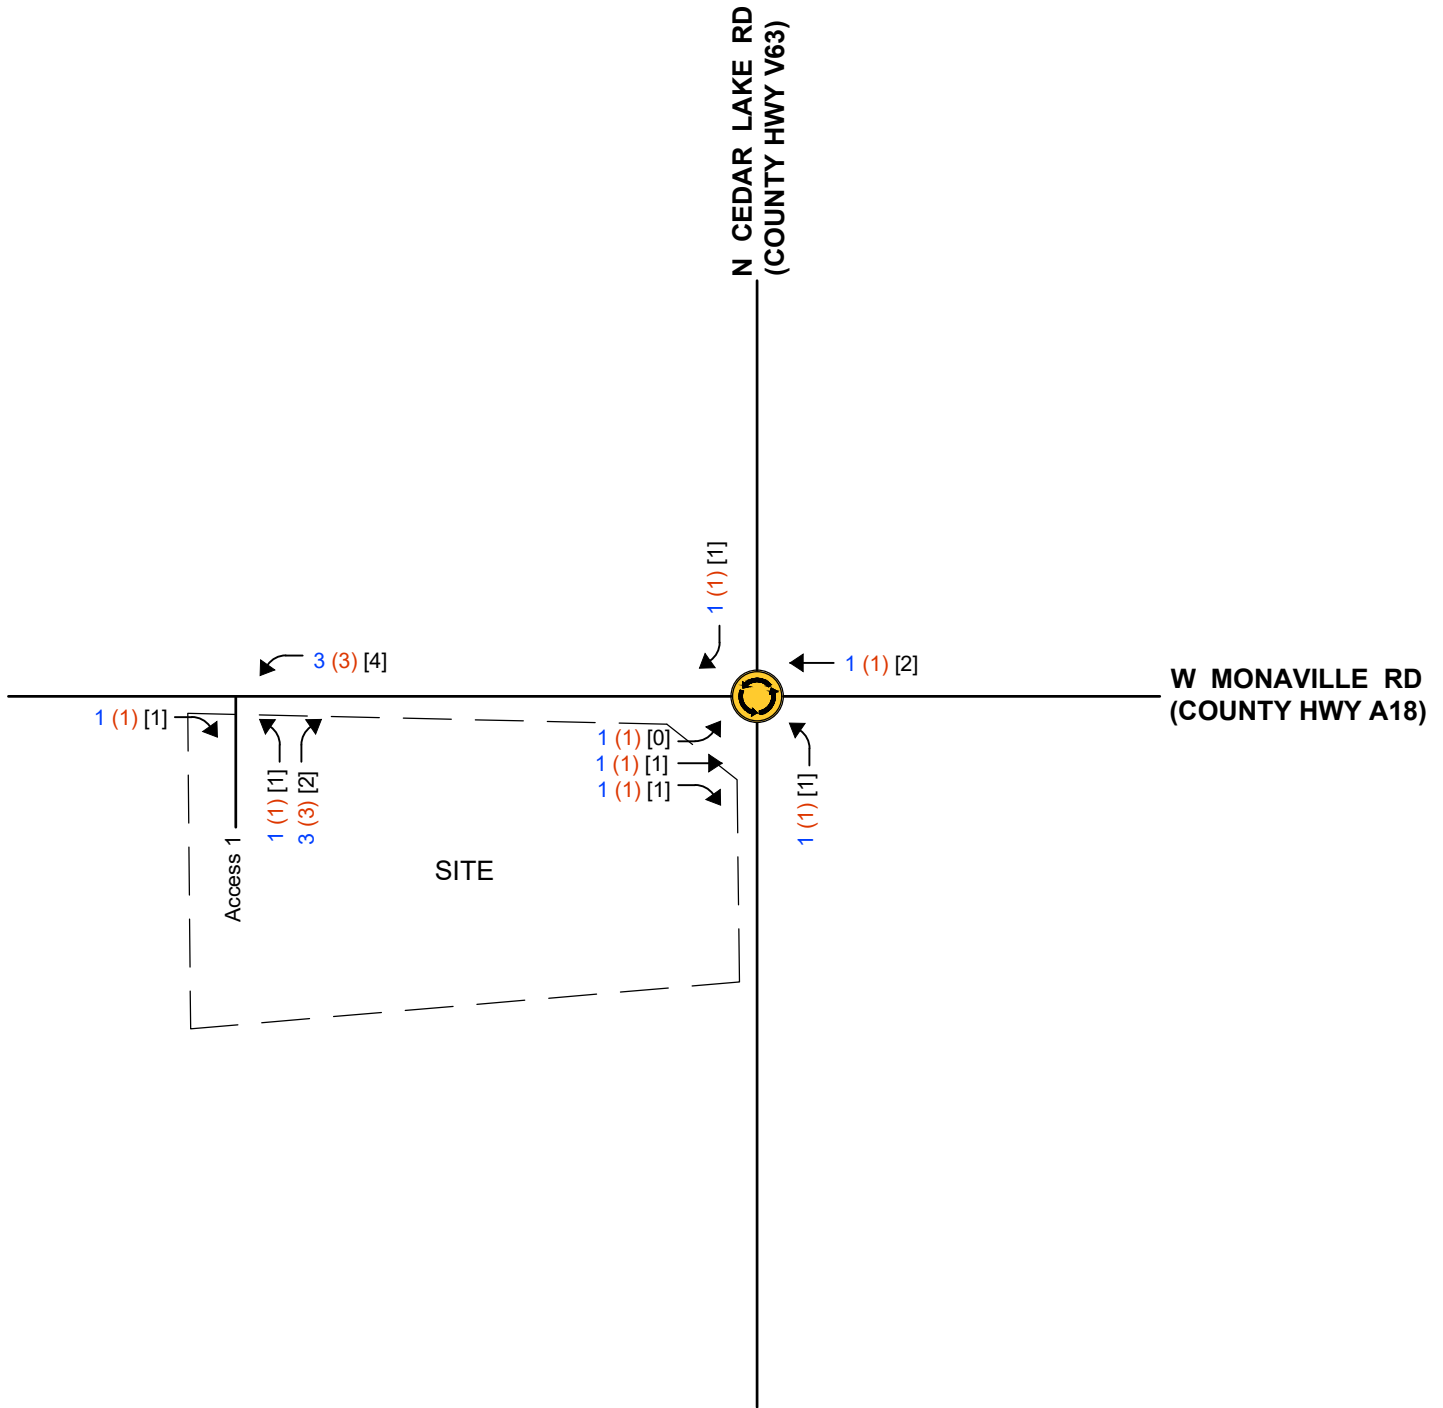 N CEDAR LAKE RD
(COUNTY HWY V63)
1 (1) [1]
3 (3) [4]
1 (1) [2]
W MONAVILLE RD
(COUNTY HWY A18)
1 (1) [1]
1 (1) [0]
1 (1) [1]
1 (1) [1]
1 (1) [1]
3 (3) [2]
1 (1) [1]
Access 1
SITE